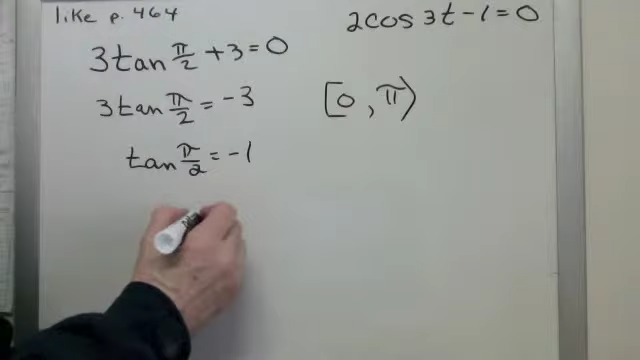 like p. 464
2cos 3t - 1 = 0
3tan π/2 + 3 = 0
3tan π/2 = -3
[0, π)
tan π/2 = -1